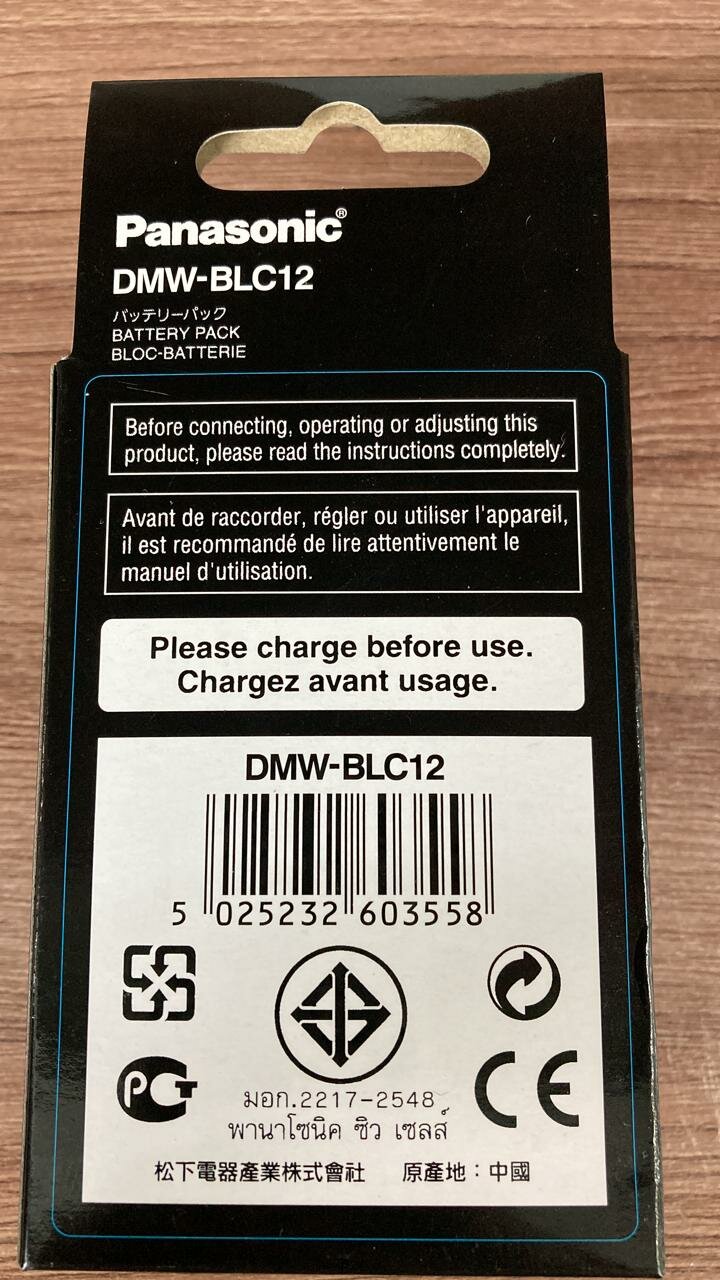 Panasonic®
DMW-BLC12
バッテリーパック
BATTERY PACK
BLOC-BATTERIE
Before connecting, operating or adjusting this
product, please read the instructions completely.
Avant de raccorder, régler ou utiliser l'appareil,
il est recommandé de lire attentivement le
manuel d'utilisation.
Please charge before use.
Chargez avant usage.
DMW-BLC12
5 025232 603558
PCT
CE
มอก.2217-2548
พานาโซนิค ซิว เซลส์
松下電器產業株式會社 原產地：中國